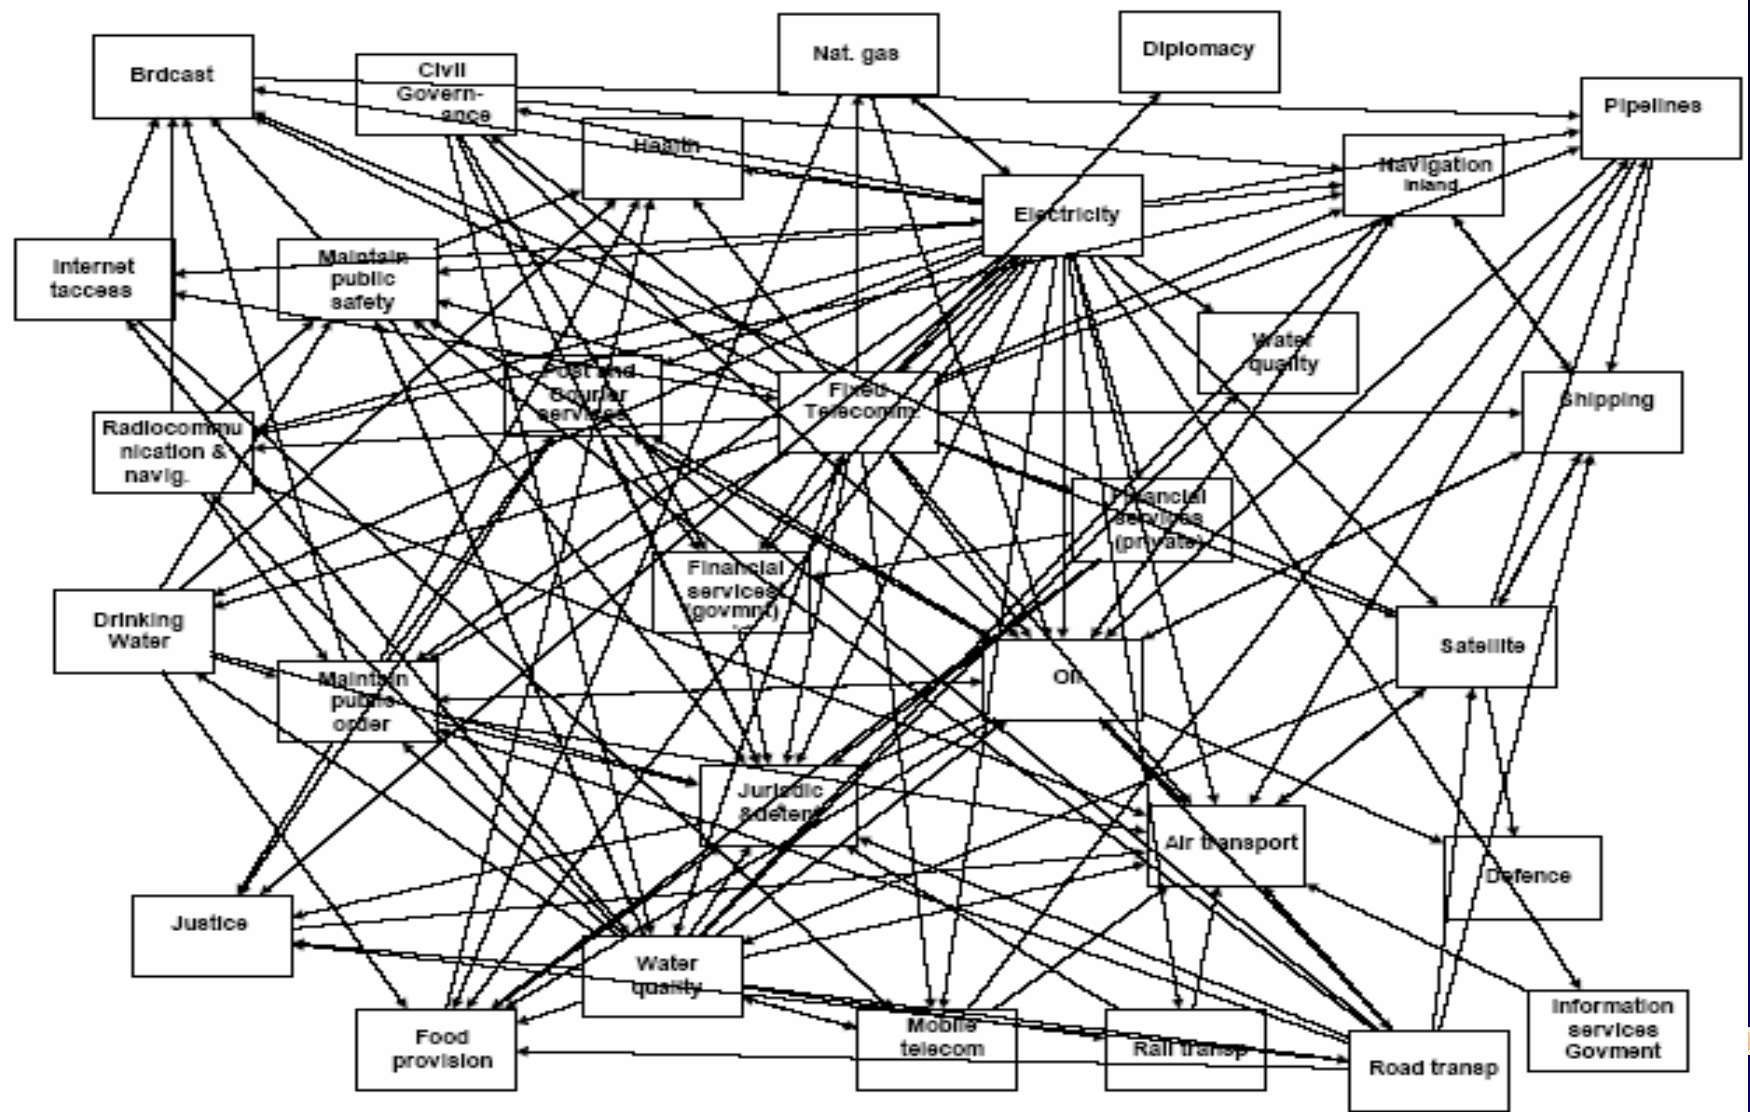 Brdcast
Civil
Govern-
ance
Nat. gas
Diplomacy
Pipelines
Health
Navigation
Inland
Electricity
Internet
taccess
Maintain
public
safety
Water
quality
Post and
Courier
services
Fixed
Telecomm.
Shipping
Radiocommu
nication &
navig.
Financial
services
(private)
Financial
services
(govmnt)
Drinking
Water
Satellite
Maintain
public
order
Oil
Juristic
&detent
Air transport
Defence
Justice
Water
quality
Food
provision
Mobile
telecom
Rail transp
Road transp
Information
services
Govment